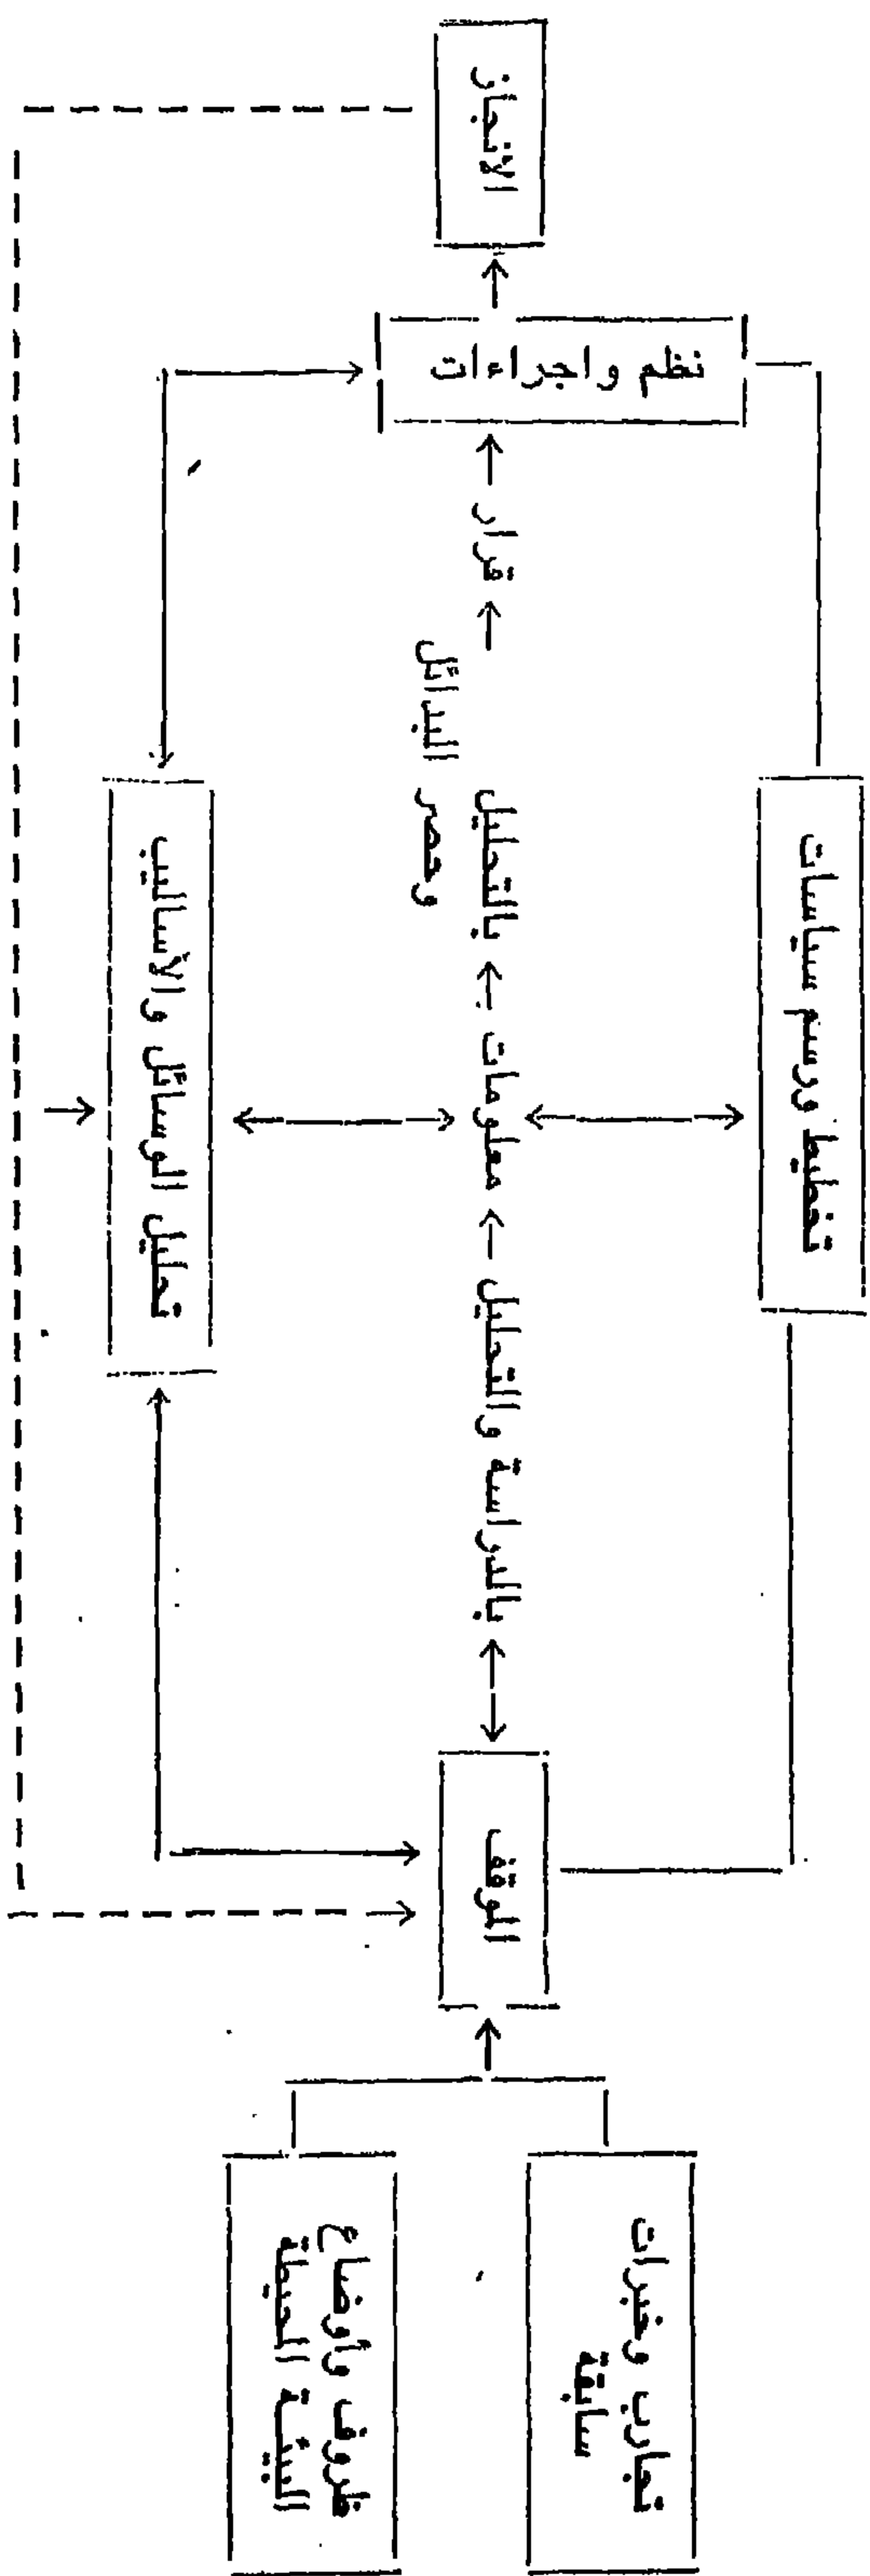 تجارب وخبرات
سابقة
ظروف وأوضاع
البيئة المحيطة
تخطيط ورسم سياسات
الموقف
بالدراسة والتحليل
معلومات
بالتحليل
وحصر البدائل
قرار
نظم واجراءات
الانجاز
تحليل الوسائل والأساليب